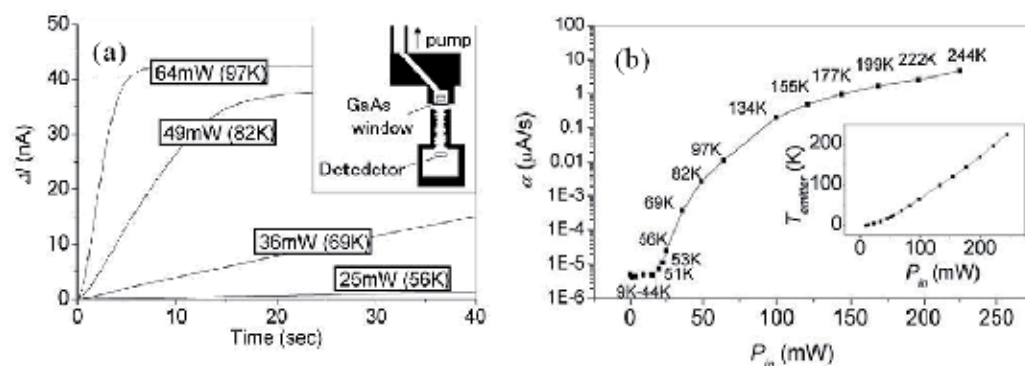 (a)
50
40
30
20
10
0
ΔI (nA)
64mW (97K)
49mW (82K)
36mW (69K)
25mW (56K)
pump
GaAs
window
Detedetor
0 10 20 30 40
Time (sec)
(b)
100
10
1
0.1
0.01
1E-3
1E-4
1E-5
1E-6
α (μA/s)
9K-44K
51K
53K
56K
69K
82K
97K
134K
155K
177K
199K
222K
244K
0 50 100 150 200 250
P_in (mW)
200
100
0
T_emitter (K)
0 100 200
P_in (mW)